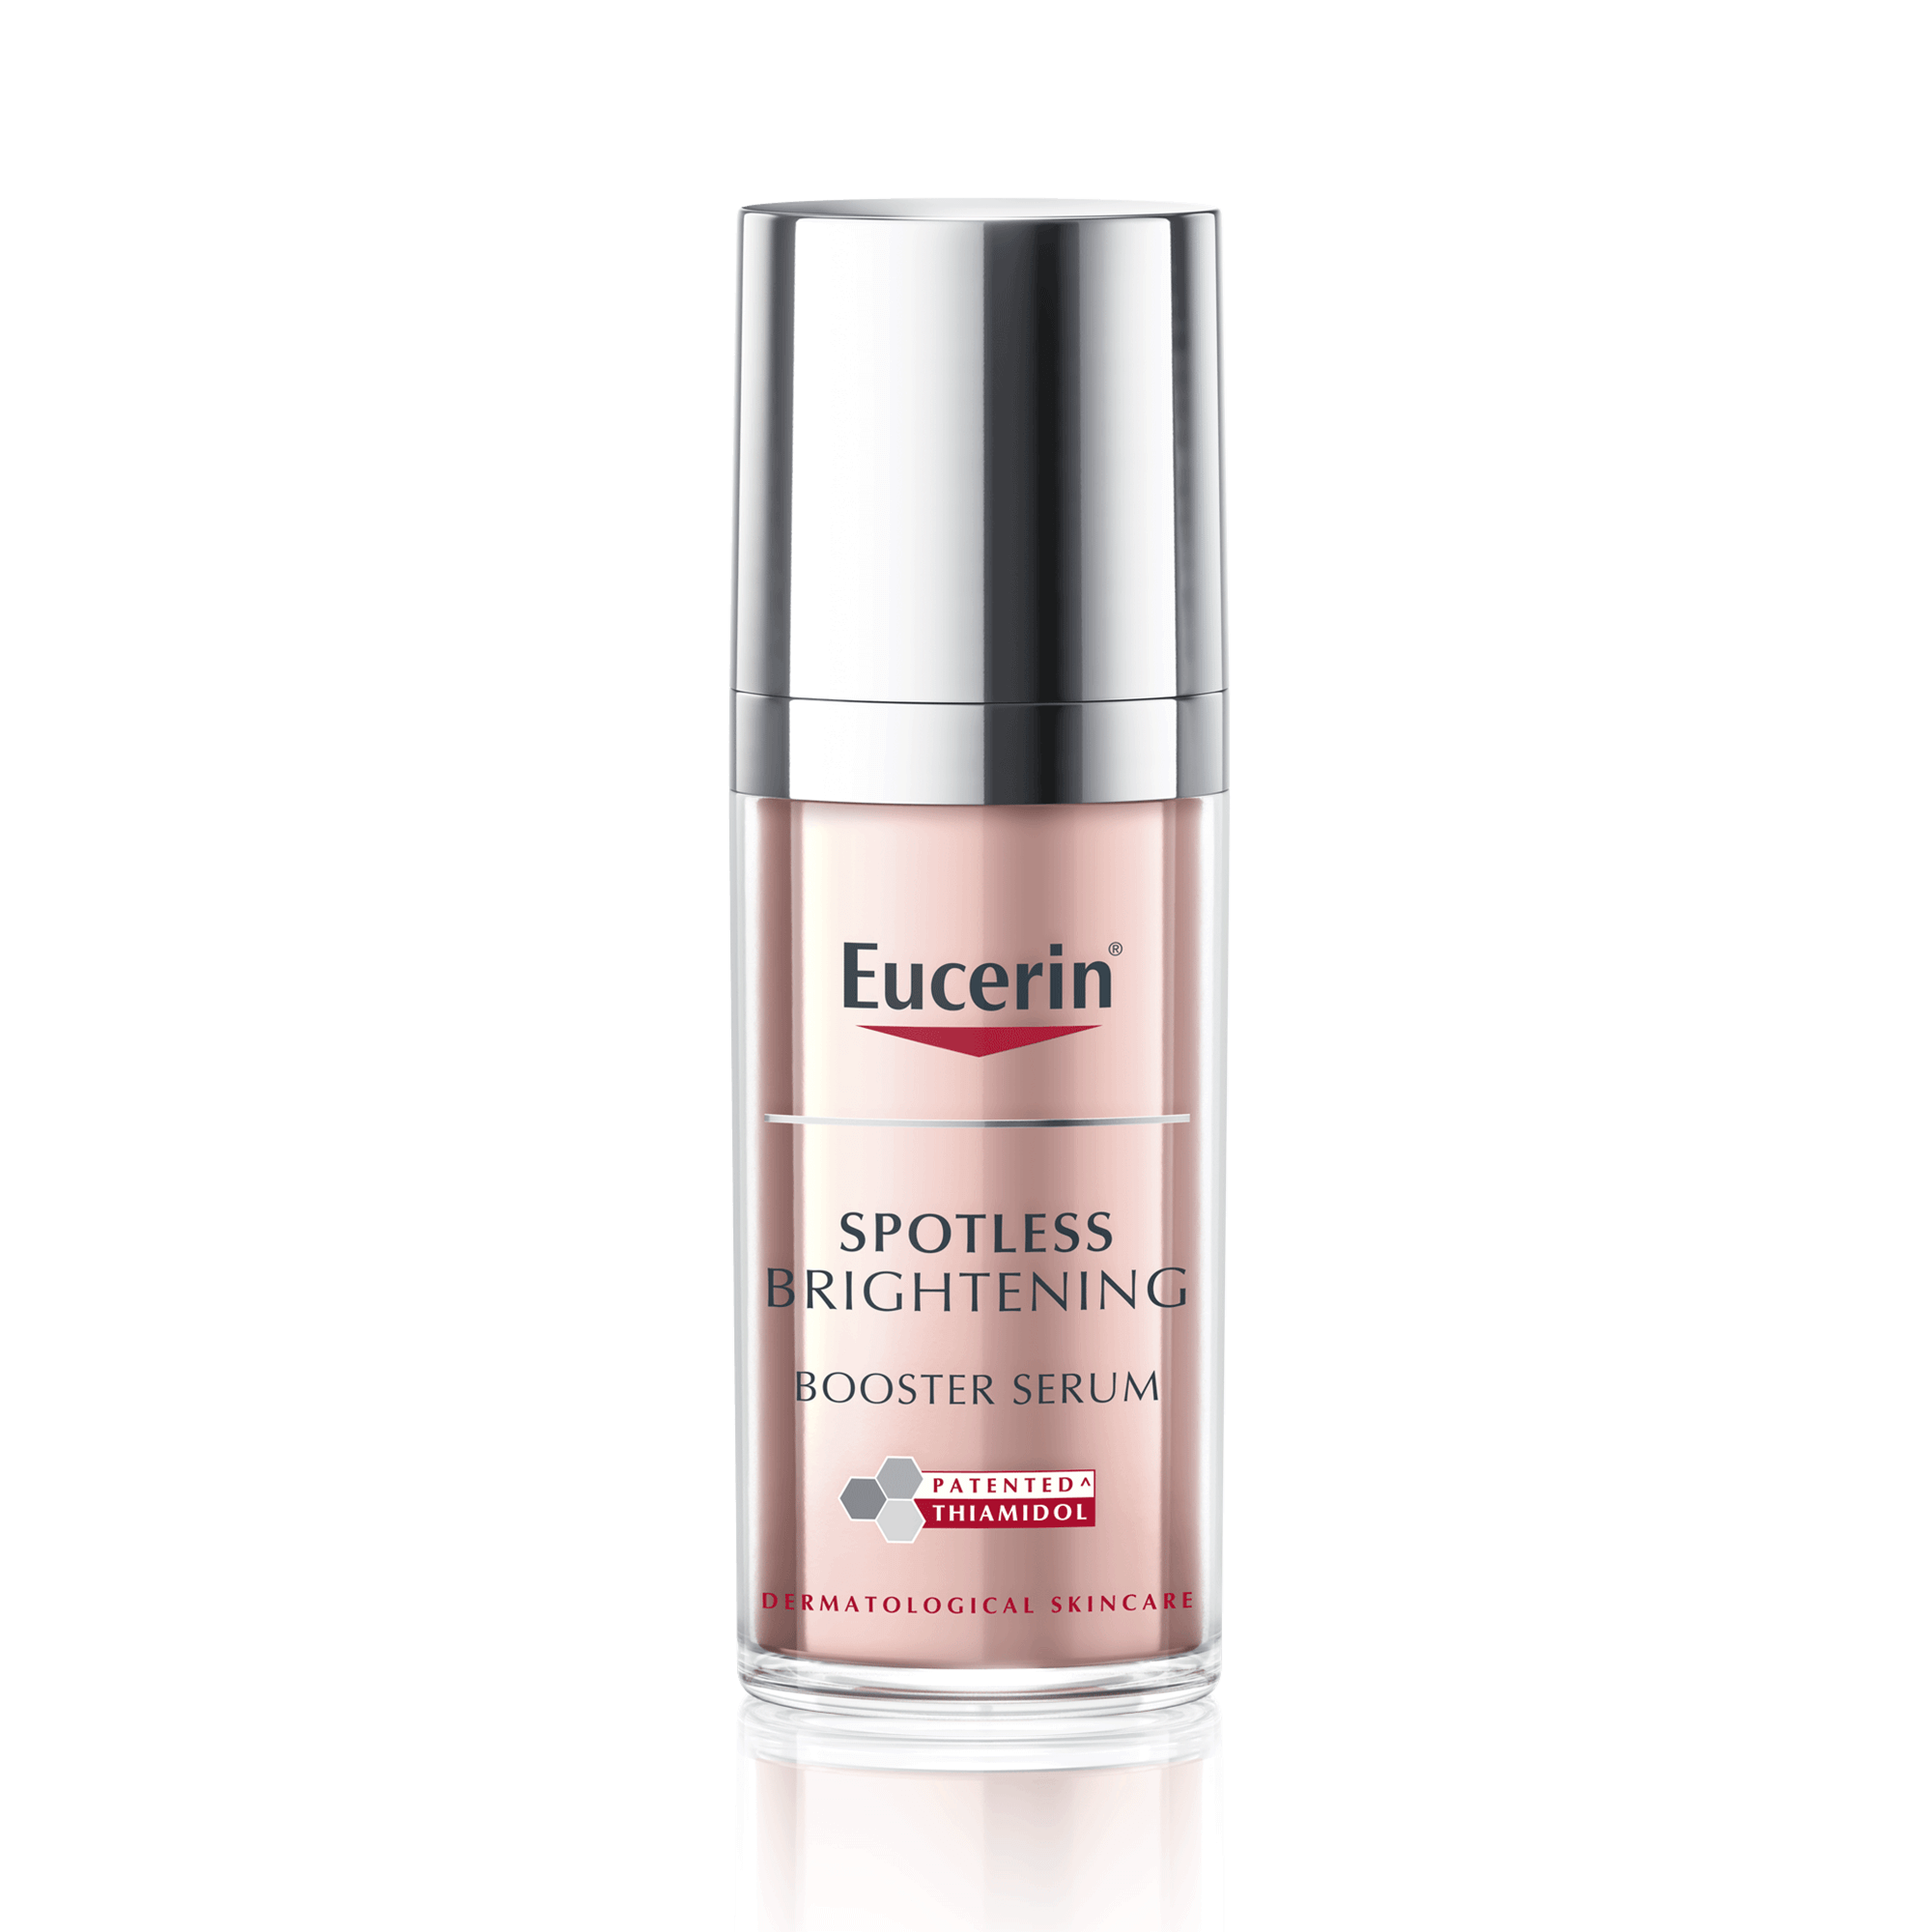 Eucerin®
SPOTLESS
BRIGHTENING
BOOSTER SERUM
PATENTED^
THIAMIDOL
DERMATOLOGICAL SKINCARE